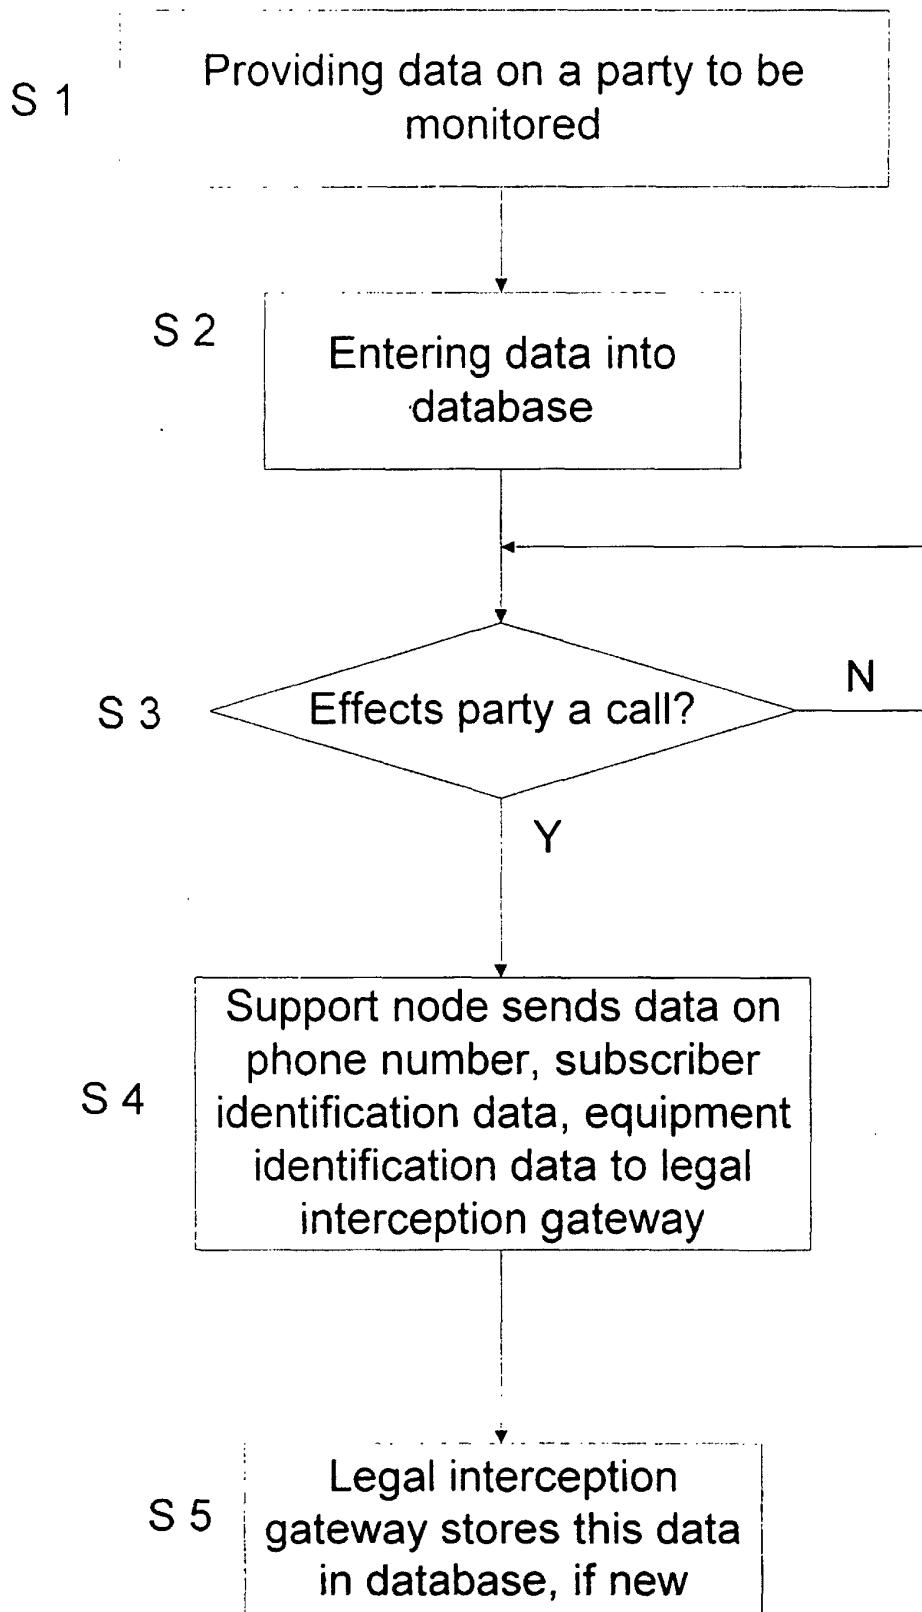 S 1
Providing data on a party to be
monitored
S 2
Entering data into
database
S 3
Effects party a call?
N
Y
S 4
Support node sends data on
phone number, subscriber
identification data, equipment
identification data to legal
interception gateway
S 5
Legal interception
gateway stores this data
in database, if new